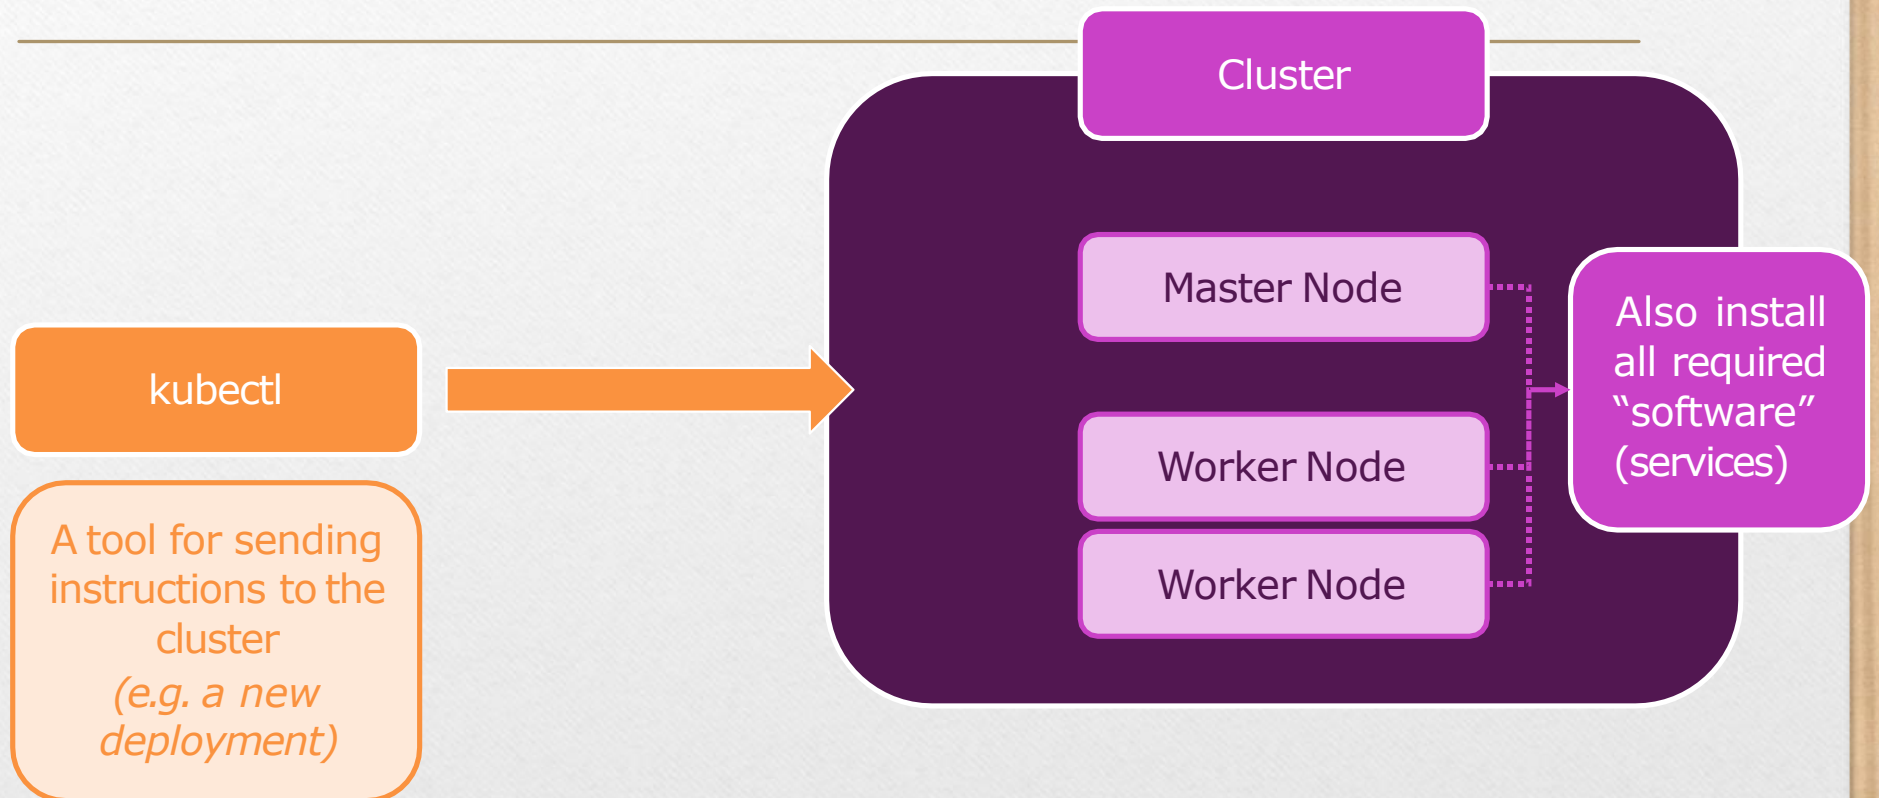 Cluster
Master Node
Worker Node
Worker Node
Also install
all required
“software”
(services)
kubectl
A tool for sending
instructions to the
cluster
(e.g. a new
deployment)